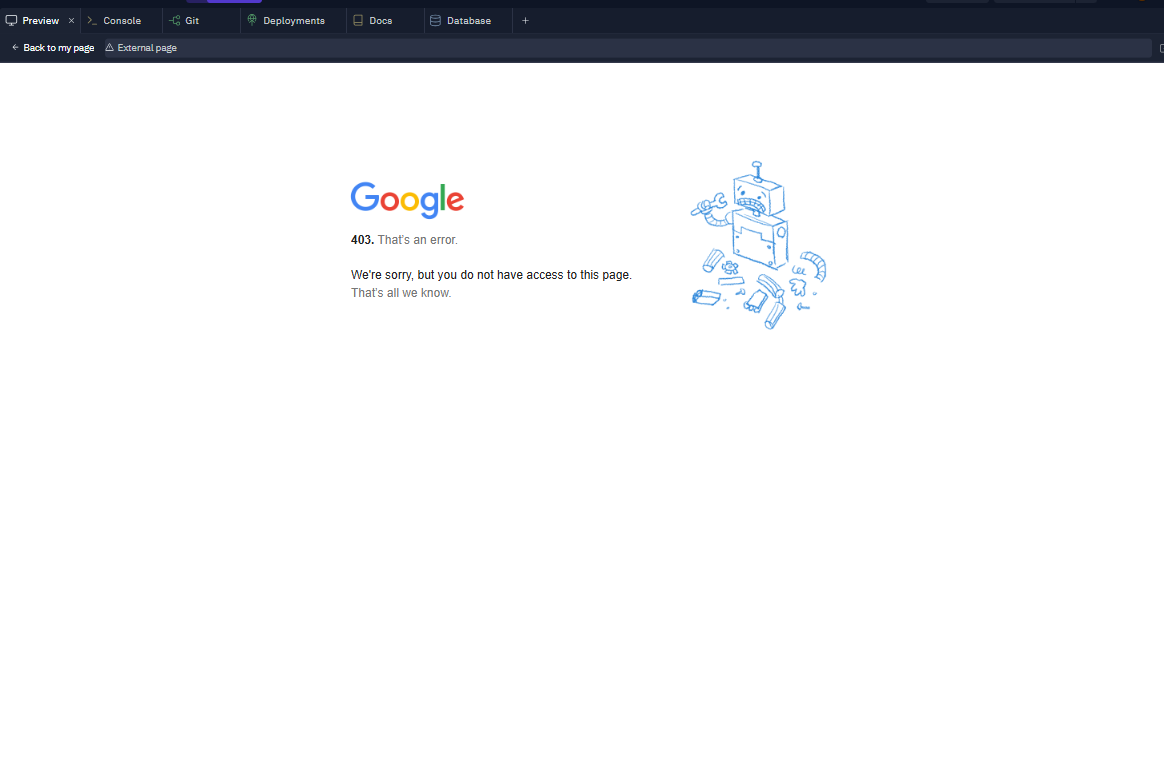 Preview Console Git Deployments Docs Database
Back to my page External page
Google
403. That's an error.
We're sorry, but you do not have access to this page.
That's all we know.